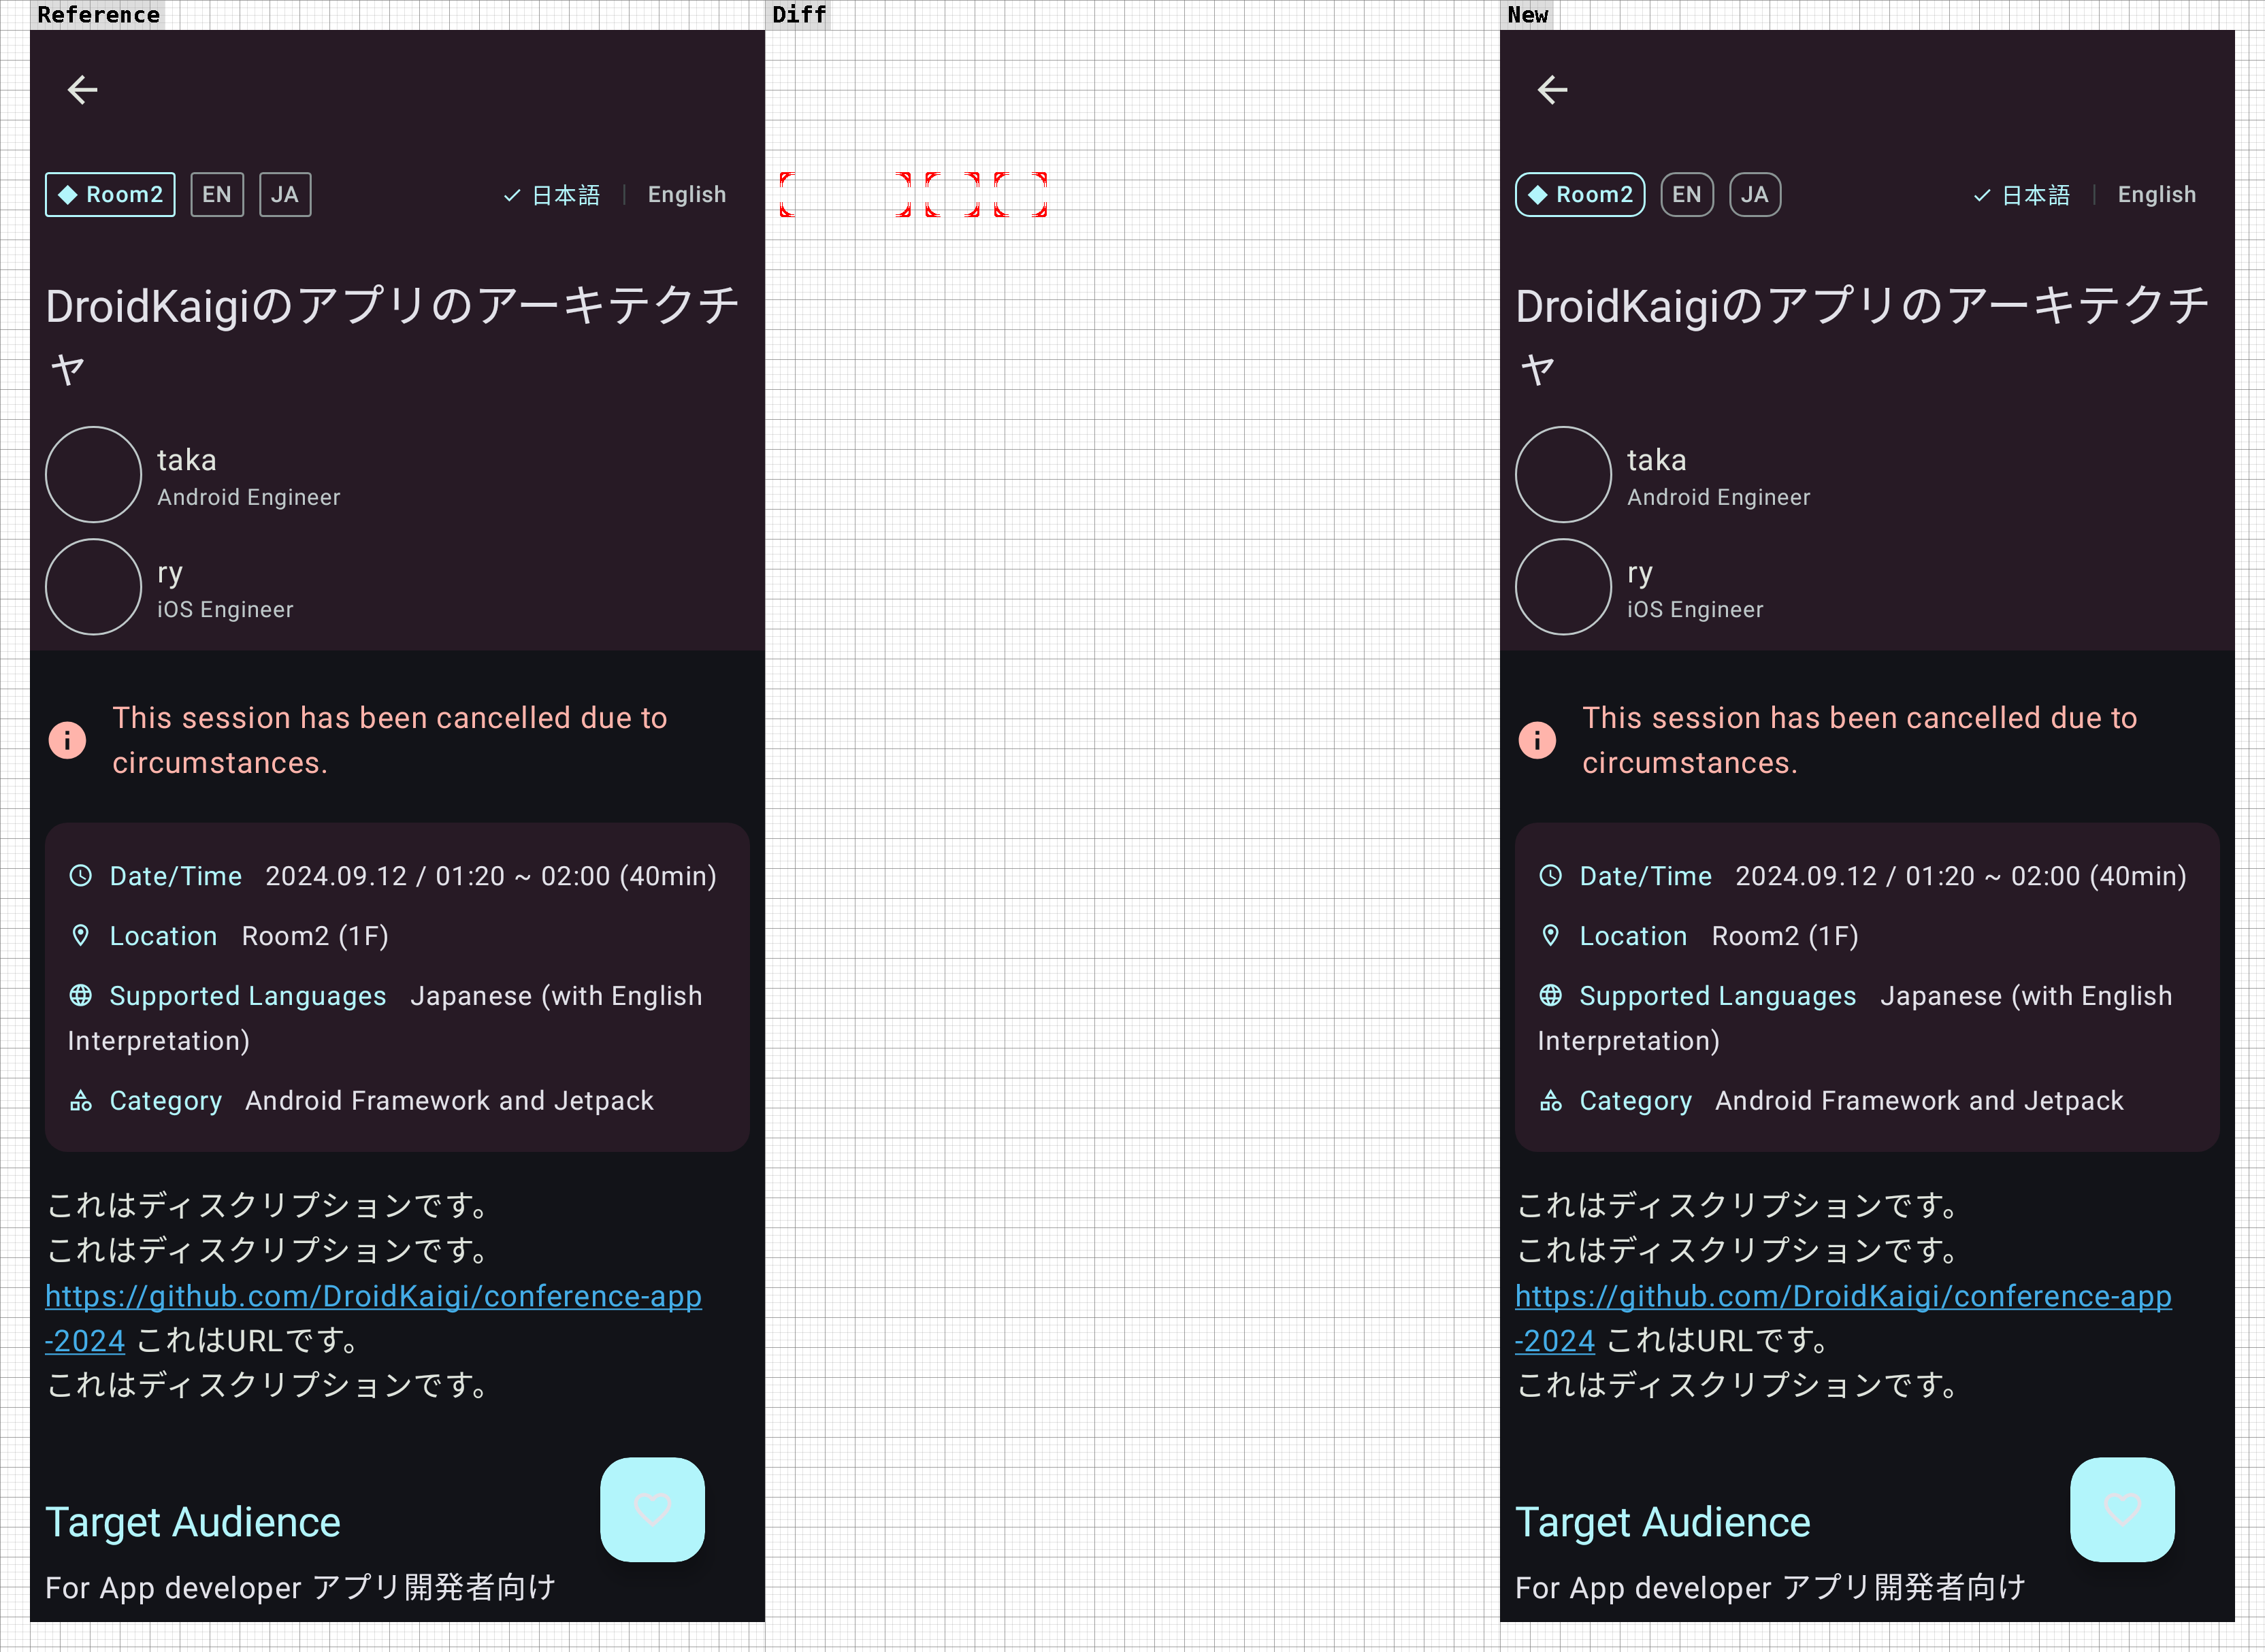 Reference
Room2 EN JA 日本語 English
DroidKaigiのアプリのアーキテクチ
ャ
taka
Android Engineer
ry
iOS Engineer
This session has been cancelled due to
circumstances.
Date/Time 2024.09.12 / 01:20 ~ 02:00 (40min)
Location Room2 (1F)
Supported Languages Japanese (with English
Interpretation)
Category Android Framework and Jetpack
これはディスクリプションです。
これはディスクリプションです。
https://github.com/DroidKaigi/conference-app
-2024 これはURLです。
これはディスクリプションです。
Target Audience
For App developer アプリ開発者向け
Diff
New
Room2 EN JA 日本語 English
DroidKaigiのアプリのアーキテクチ
ャ
taka
Android Engineer
ry
iOS Engineer
This session has been cancelled due to
circumstances.
Date/Time 2024.09.12 / 01:20 ~ 02:00 (40min)
Location Room2 (1F)
Supported Languages Japanese (with English
Interpretation)
Category Android Framework and Jetpack
これはディスクリプションです。
これはディスクリプションです。
https://github.com/DroidKaigi/conference-app
-2024 これはURLです。
これはディスクリプションです。
Target Audience
For App developer アプリ開発者向け